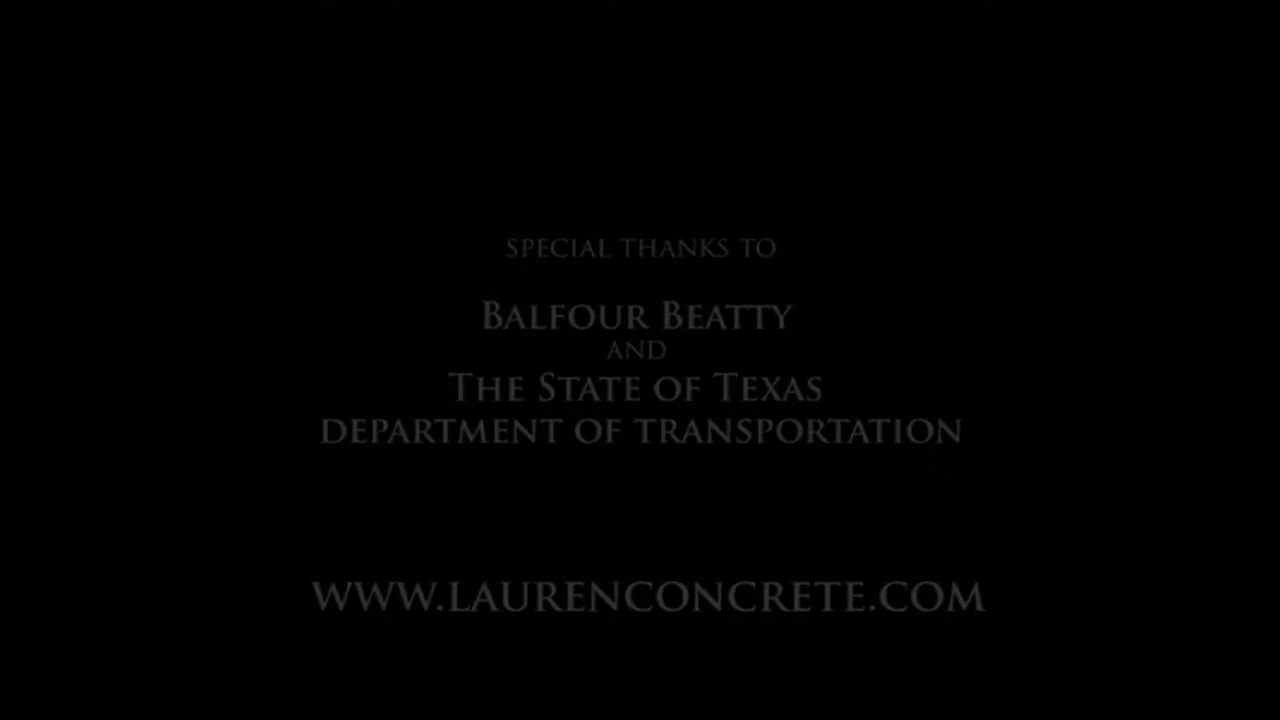 SPECIAL THANKS TO
BALFOUR BEATTY
AND
THE STATE OF TEXAS
DEPARTMENT OF TRANSPORTATION
WWW.LAURENCONCRETE.COM